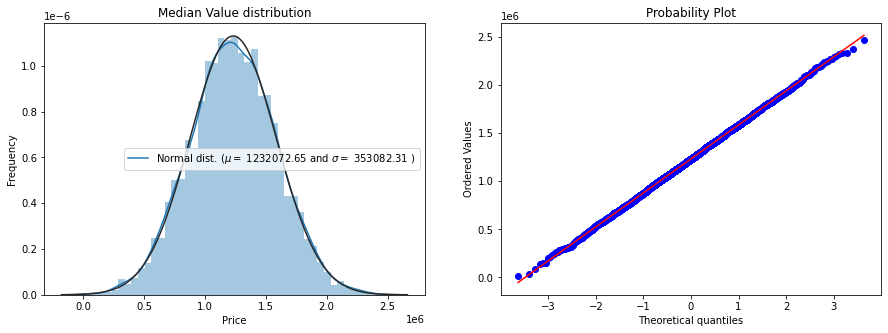 Median Value distribution
1e−6
Frequency
1.0
0.8
0.6
0.4
0.2
0.0
Normal dist. (μ = 1232072.65 and σ = 353082.31 )
0.0 0.5 1.0 1.5 2.0 2.5
1e6
Price
Probability Plot
1e6
Ordered Values
2.5
2.0
1.5
1.0
0.5
0.0
−3 −2 −1 0 1 2 3
Theoretical quantiles